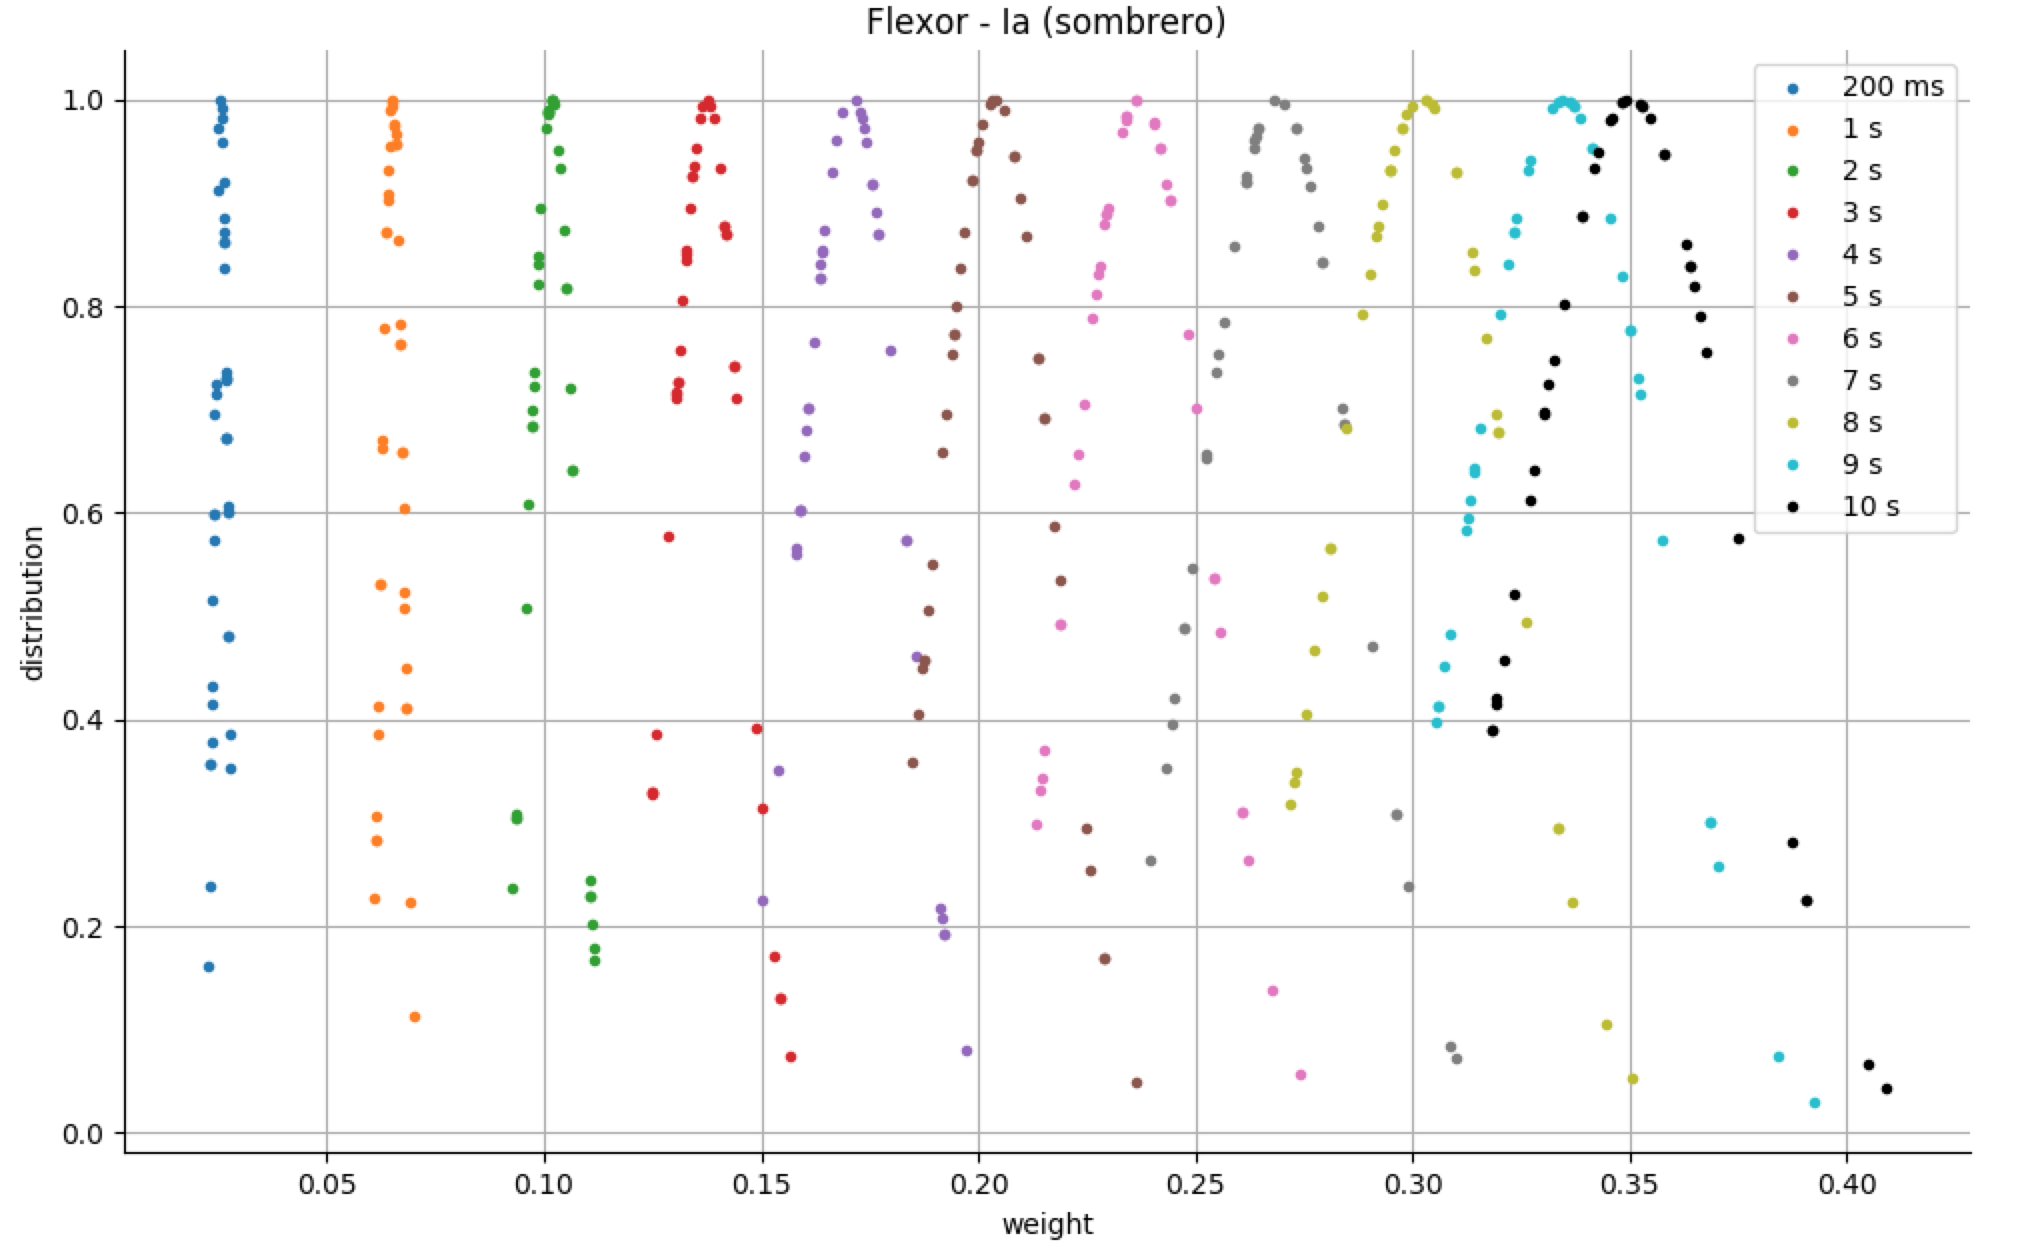 Flexor - Ia (sombrero)
1.0
0.8
0.6
0.4
0.2
0.0
distribution
0.05 0.10 0.15 0.20 0.25 0.30 0.35 0.40
weight
200 ms
1 s
2 s
3 s
4 s
5 s
6 s
7 s
8 s
9 s
10 s